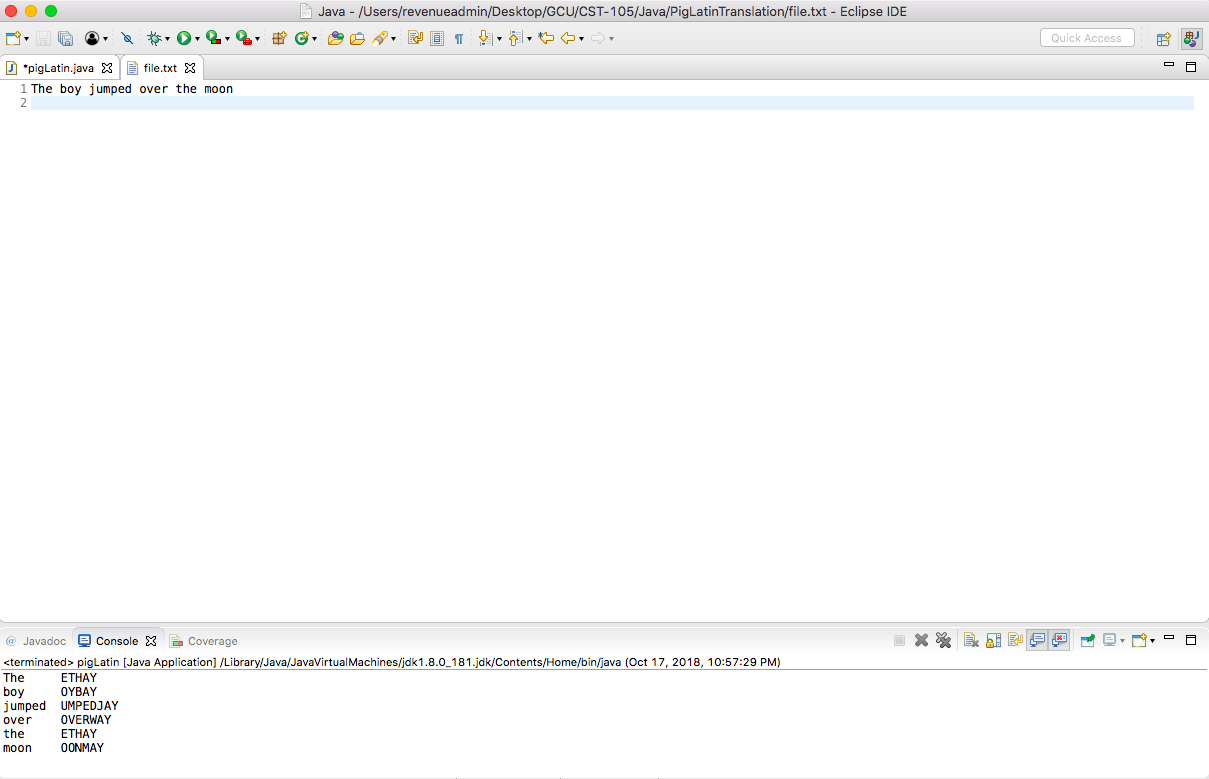 Java - /Users/revenueadmin/Desktop/GCU/CST-105/Java/PigLatinTranslation/file.txt - Eclipse IDE
Quick Access
*pigLatin.java file.txt
1 The boy jumped over the moon
2
@ Javadoc Console Coverage
<terminated> pigLatin [Java Application] /Library/Java/JavaVirtualMachines/jdk1.8.0_181.jdk/Contents/Home/bin/java (Oct 17, 2018, 10:57:29 PM)
The ETHAY
boy OYBAY
jumped UMPEDJAY
over OVERWAY
the ETHAY
moon OONMAY